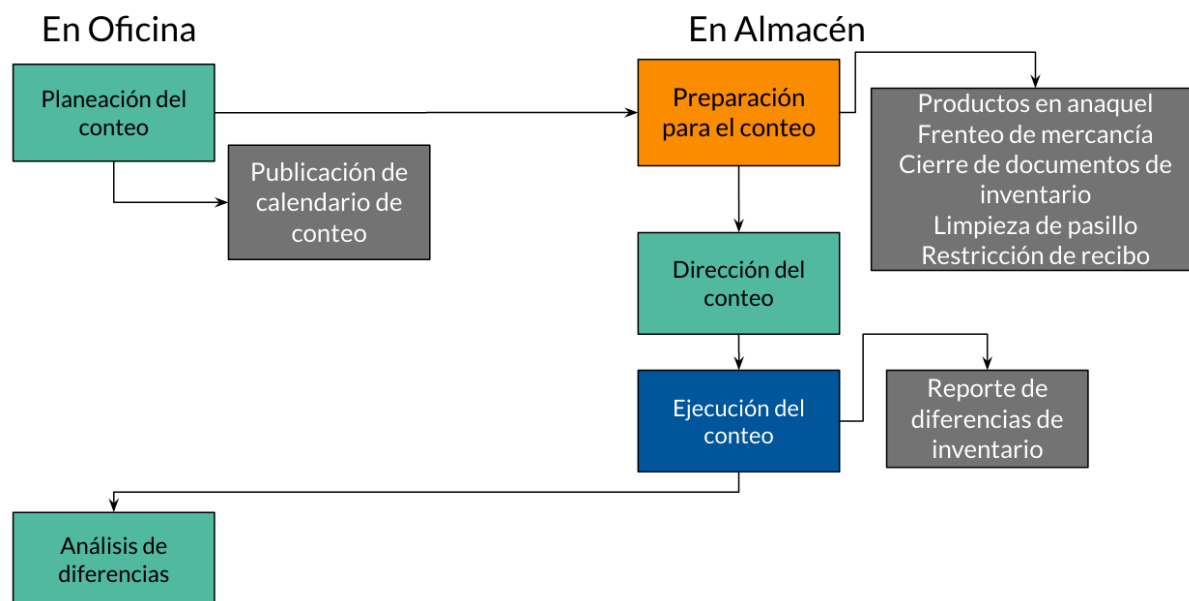 En Oficina
En Almacén
Planeación del
conteo
Preparación
para el conteo
Productos en anaquel
Frenteo de mercancía
Cierre de documentos de
inventario
Limpieza de pasillo
Restricción de recibo
Publicación de
calendario de
conteo
Dirección del
conteo
Ejecución del
conteo
Reporte de
diferencias de
inventario
Análisis de
diferencias